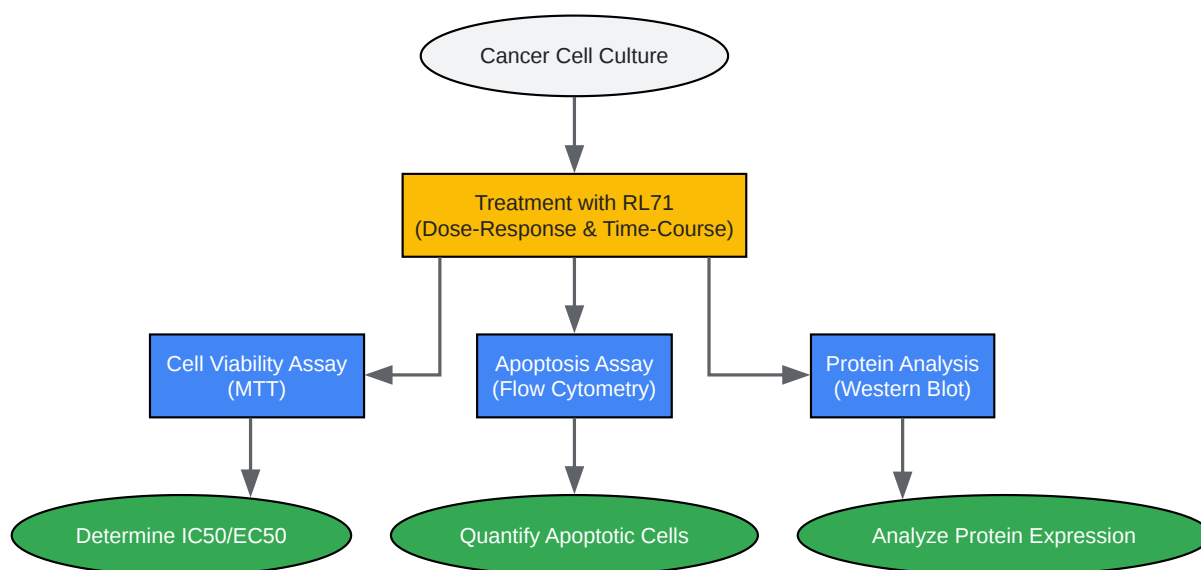 Cancer Cell Culture
Treatment with RL71
(Dose-Response & Time-Course)
Cell Viability Assay
(MTT)
Apoptosis Assay
(Flow Cytometry)
Protein Analysis
(Western Blot)
Determine IC50/EC50
Quantify Apoptotic Cells
Analyze Protein Expression